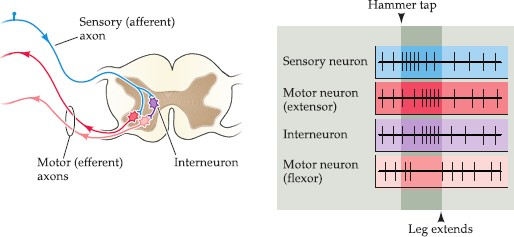 Sensory (afferent)
axon
Motor (efferent)
axons
Interneuron
Hammer tap
Sensory neuron
Motor neuron
(extensor)
Interneuron
Motor neuron
(flexor)
Leg extends